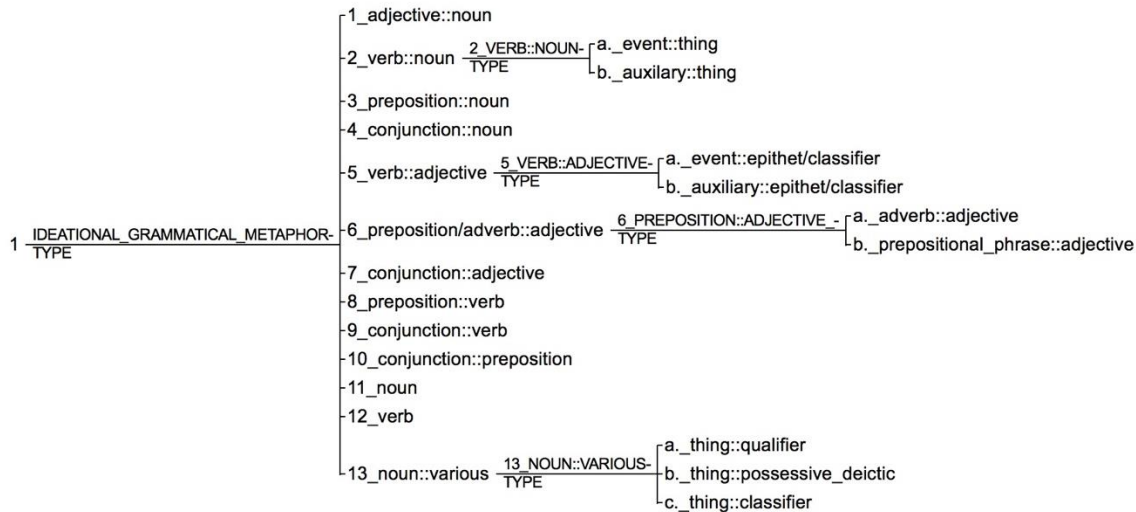 1_adjective::noun
2_verb::noun 2_VERB::NOUN-TYPE a._event::thing
b._auxilary::thing
3_preposition::noun
4_conjunction::noun
5_verb::adjective 5_VERB::ADJECTIVE-TYPE a._event::epithet/classifier
b._auxiliary::epithet/classifier
1 IDEATIONAL_GRAMMATICAL_METAPHOR-TYPE
6_preposition/adverb::adjective 6_PREPOSITION::ADJECTIVE_-TYPE a._adverb::adjective
b._prepositional_phrase::adjective
7_conjunction::adjective
8_preposition::verb
9_conjunction::verb
10_conjunction::preposition
11_noun
12_verb
13_noun::various 13_NOUN::VARIOUS-TYPE a._thing::qualifier
b._thing::possessive_deictic
c._thing::classifier